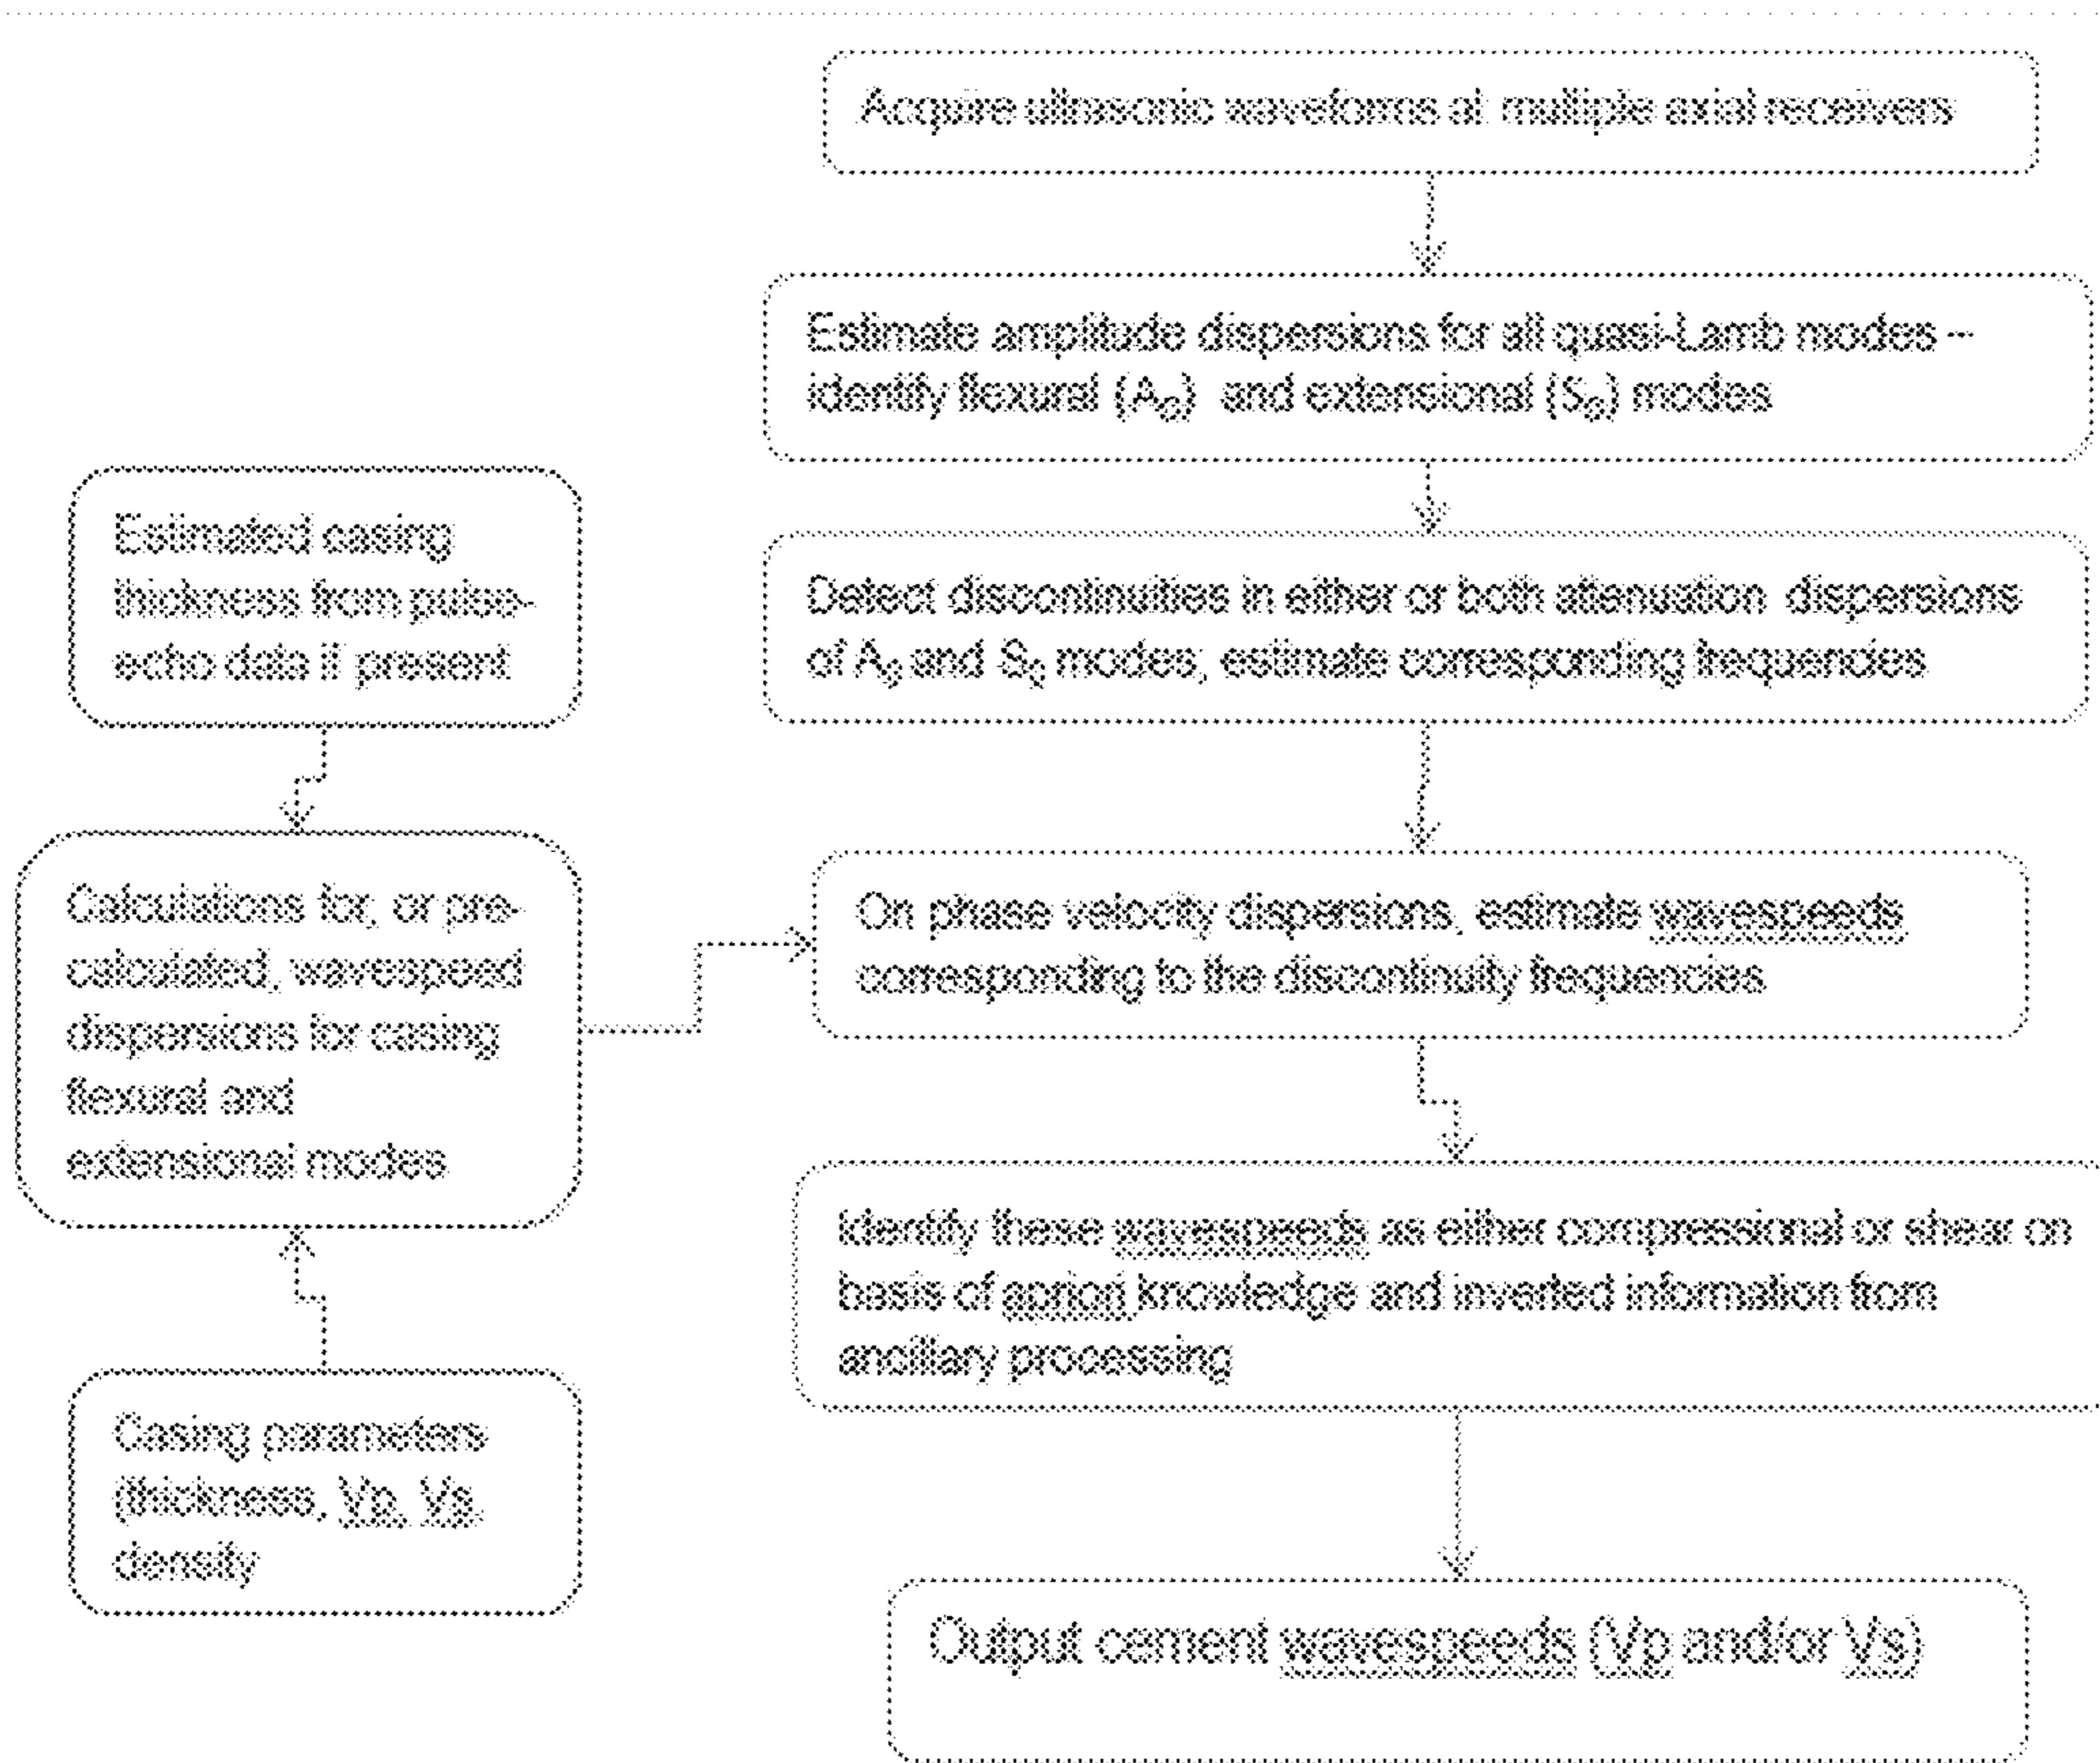 Acquire ultrasonic waveforms at multiple axial receivers
Estimate amplitude dispersions for all quasi-Lamb modes –
identify flexural (A0) and extensional (S0) modes
Detect discontinuities in either or both attenuation dispersions
of A0 and S0 modes, estimate corresponding frequencies
On phase velocity dispersions, estimate wavespeeds
corresponding to the discontinuity frequencies
Identify these wavespeeds as either compressional or shear on
basis of apriori knowledge and inverted information from
ancillary processing
Output cement wavespeeds (Vp and/or Vs)
Estimated casing
thickness from pulse-
echo data if present
Calculations for, or pre-
calculated, wavespeed
dispersions for casing
flexural and
extensional modes
Casing parameters
(thickness, Vp, Vs,
density